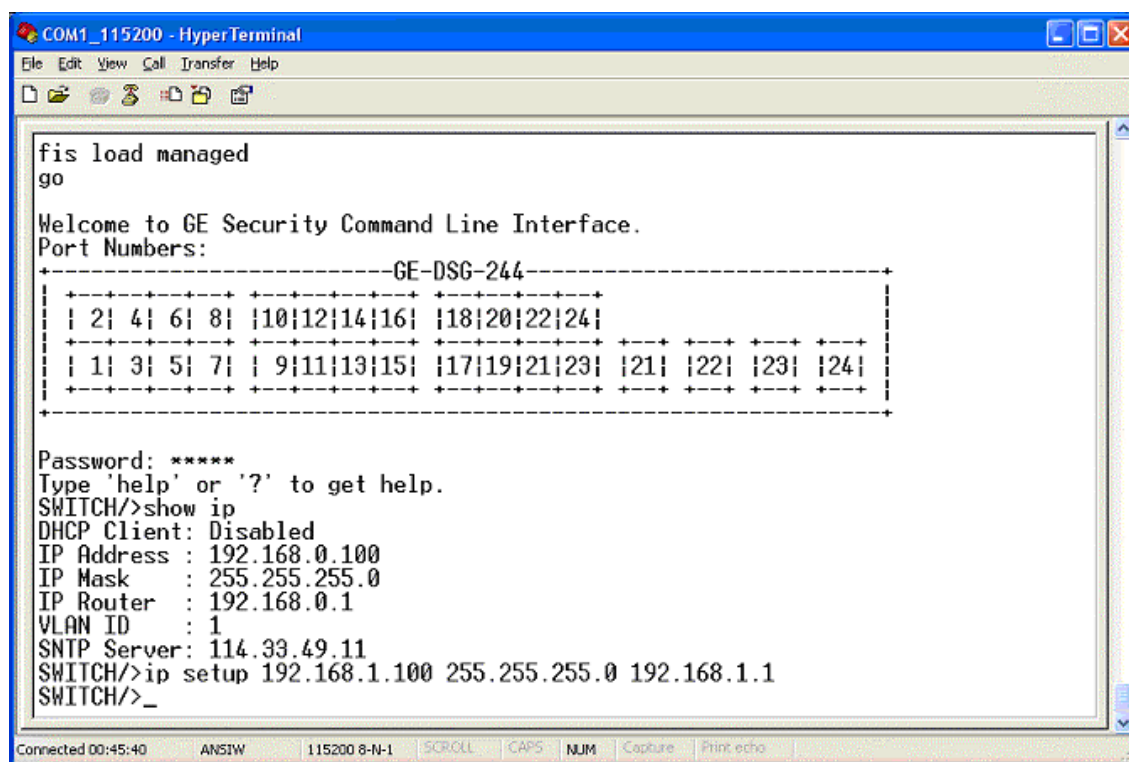 COM1_115200 - HyperTerminal
File Edit View Call Transfer Help
fis load managed
go
Welcome to GE Security Command Line Interface.
Port Numbers:
+---------------------------GE-DSG-244----------------------------+
| +--+--+--+--+ +--+--+--+--+ +--+--+--+--+ |
| | 2| 4| 6| 8| |10|12|14|16| |18|20|22|24| |
| +--+--+--+--+ +--+--+--+--+ +--+--+--+--+ +--+ +--+ +--+ +--+ |
| | 1| 3| 5| 7| | 9|11|13|15| |17|19|21|23| |21| |22| |23| |24| |
| +--+--+--+--+ +--+--+--+--+ +--+--+--+--+ +--+ +--+ +--+ +--+ |
+-----------------------------------------------------------------+
Password: *****
Type 'help' or '?' to get help.
SWITCH/>show ip
DHCP Client: Disabled
IP Address : 192.168.0.100
IP Mask : 255.255.255.0
IP Router : 192.168.0.1
VLAN ID : 1
SNTP Server: 114.33.49.11
SWITCH/>ip setup 192.168.1.100 255.255.255.0 192.168.1.1
SWITCH/>_
Connected 00:45:40 ANSIW 115200 8-N-1 SCROLL CAPS NUM Capture Print echo